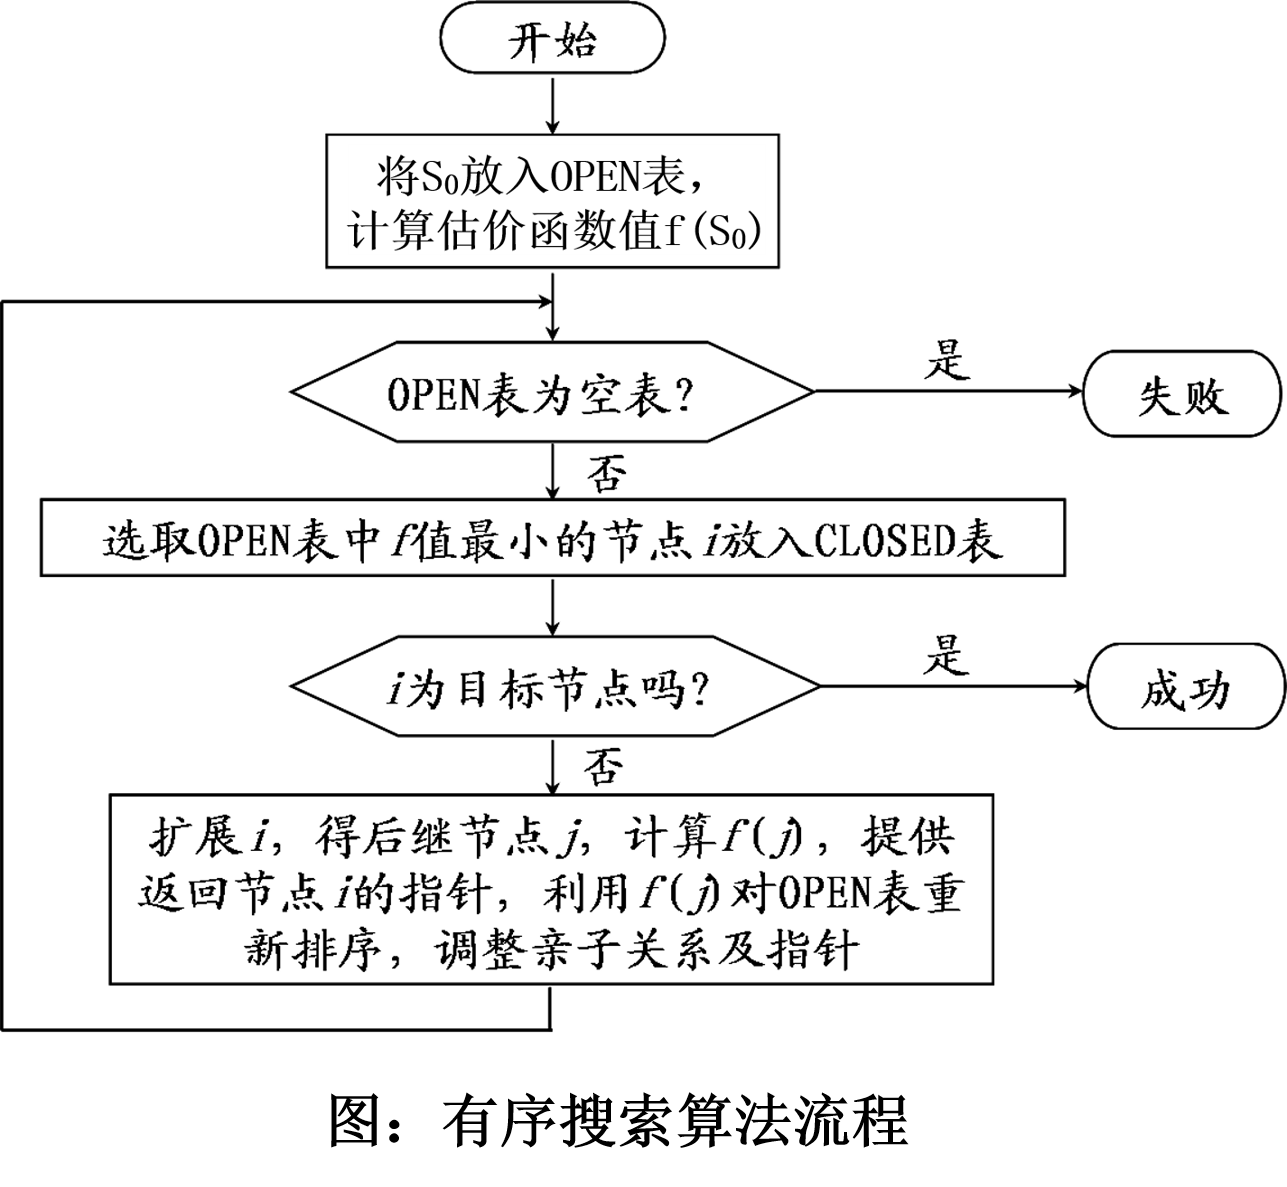 开始
将S₀放入OPEN表，
计算估价函数值f(S₀)
OPEN表为空表？
是
失败
否
选取OPEN表中f值最小的节点i放入CLOSED表
i为目标节点吗？
是
成功
否
扩展i，得后继节点j，计算f(j)，提供
返回节点i的指针，利用f(j)对OPEN表重
新排序，调整亲子关系及指针
图：有序搜索算法流程